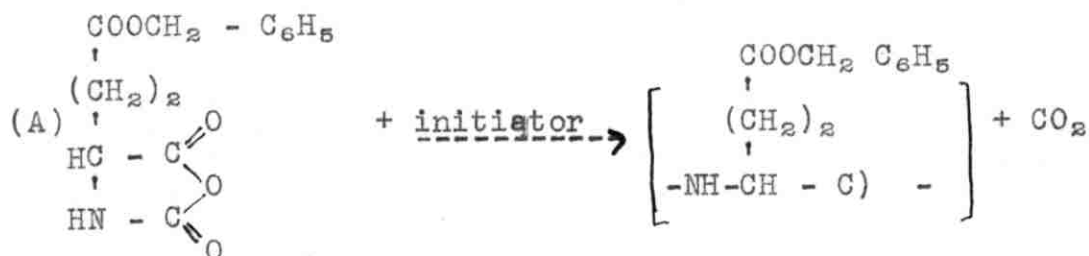 COOCH₂ - C₆H₅
COOCH₂ C₆H₅
(CH₂)₂
(CH₂)₂
(A)
O
+ initiator
+ CO₂
HC - C
O
-NH-CH - C) -
HN - C
O